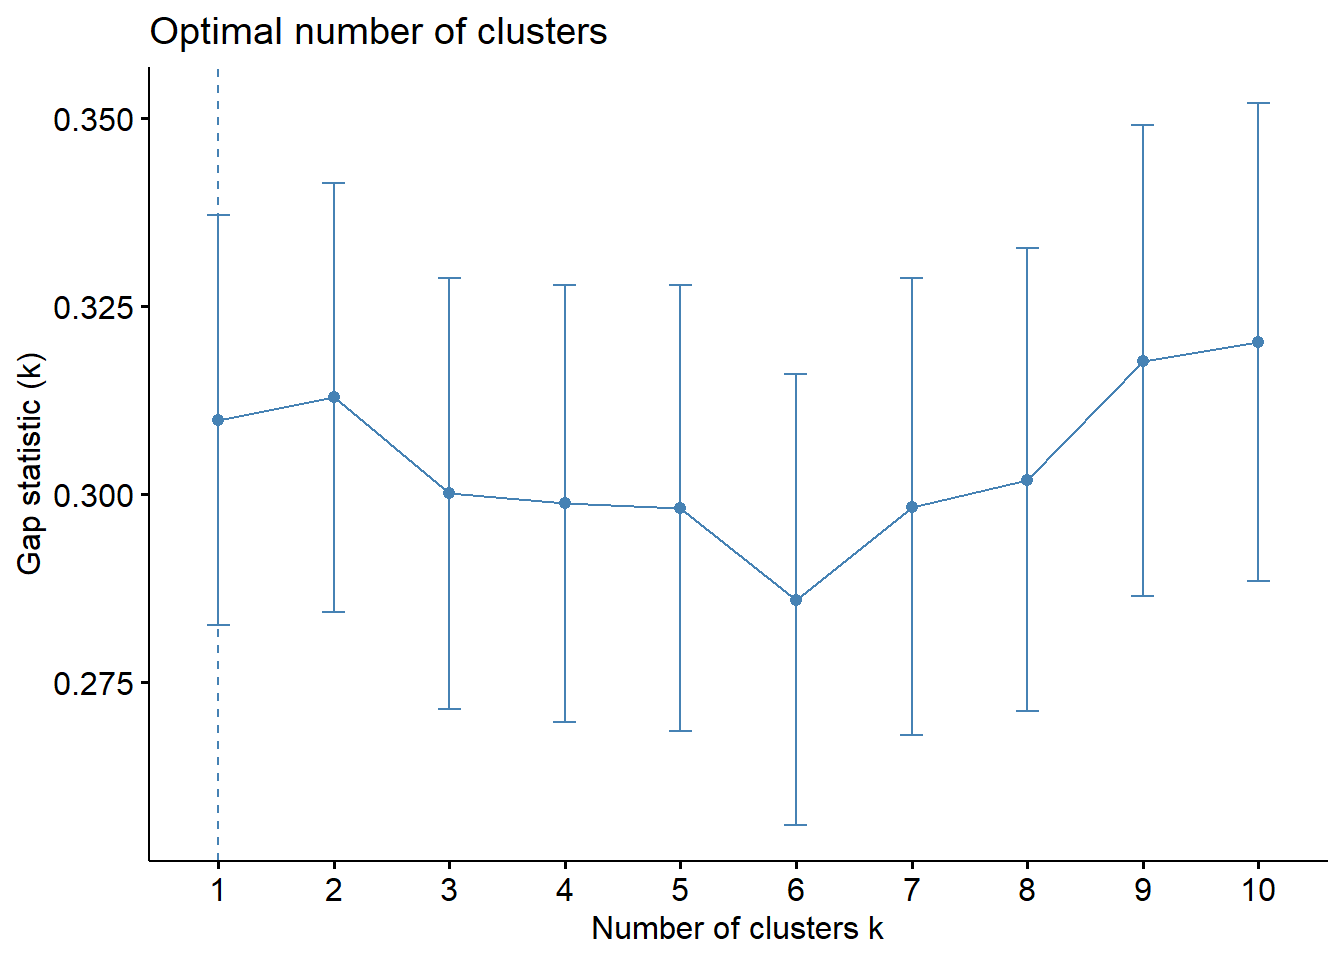 Optimal number of clusters
0.350
0.325
0.300
0.275
Gap statistic (k)
1 2 3 4 5 6 7 8 9 10
Number of clusters k